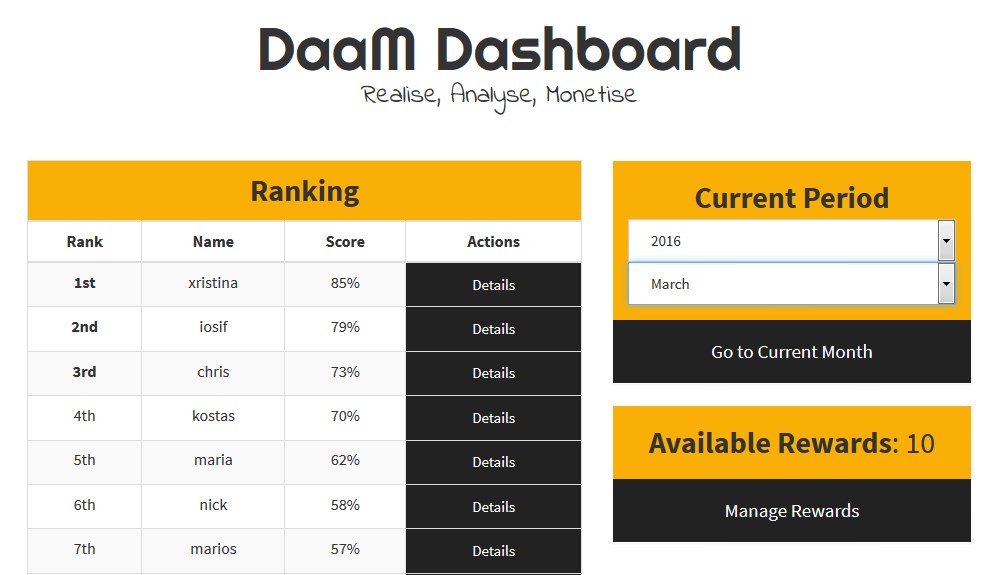 DaaM Dashboard
Realise, Analyse, Monetise
Ranking
Rank Name Score Actions
1st xristina 85% Details
2nd iosif 79% Details
3rd chris 73% Details
4th kostas 70% Details
5th maria 62% Details
6th nick 58% Details
7th marios 57% Details
Current Period
2016
March
Go to Current Month
Available Rewards: 10
Manage Rewards